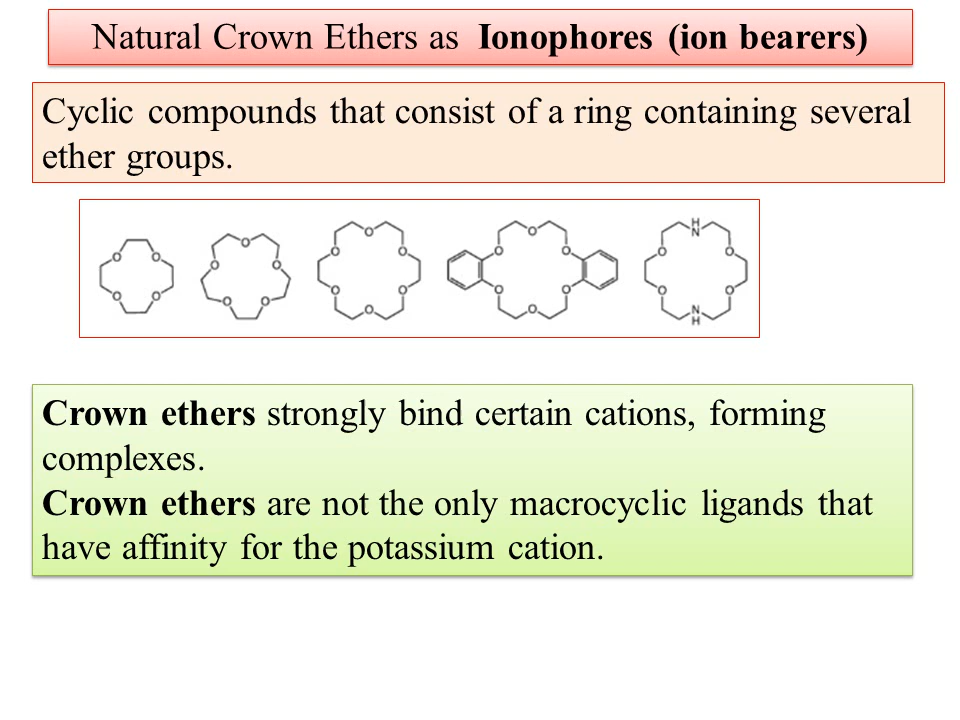 Natural Crown Ethers as Ionophores (ion bearers)
Cyclic compounds that consist of a ring containing several
ether groups.
O O O O
O O O O O
O O O O O O
O O O O O O
H N O O O O N H
Crown ethers strongly bind certain cations, forming
complexes.
Crown ethers are not the only macrocyclic ligands that
have affinity for the potassium cation.